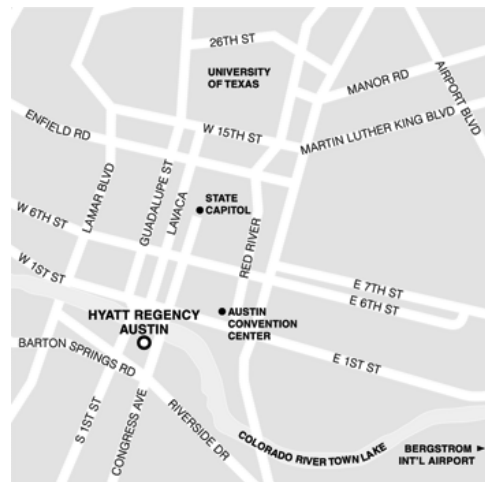 26TH ST
UNIVERSITY
OF TEXAS
MANOR RD
AIRPORT BLVD
ENFIELD RD
W 15TH ST
MARTIN LUTHER KING BLVD
LAMAR BLVD
GUADALUPE ST
LAVACA
STATE
CAPITOL
W 6TH ST
RED RIVER
W 1ST ST
E 7TH ST
E 6TH ST
HYATT REGENCY
AUSTIN
AUSTIN
CONVENTION
CENTER
BARTON SPRINGS RD
E 1ST ST
S 1ST ST
CONGRESS AVE
RIVERSIDE DR
COLORADO RIVER TOWN LAKE
BERGSTROM
INT'L AIRPORT